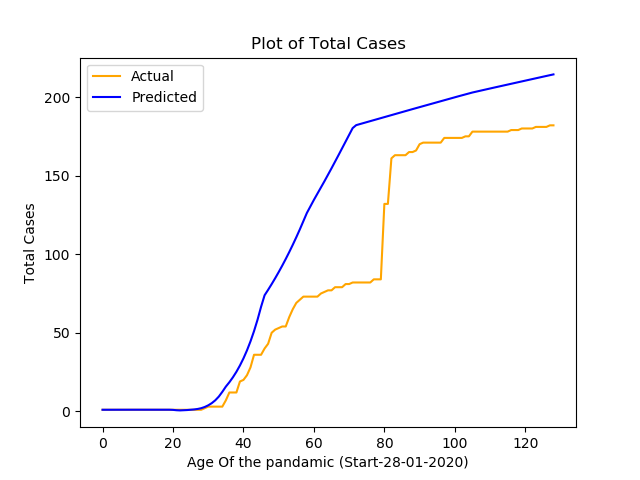 Plot of Total Cases
Actual
Predicted
Total Cases
200
150
100
50
0
0 20 40 60 80 100 120
Age Of the pandamic (Start-28-01-2020)